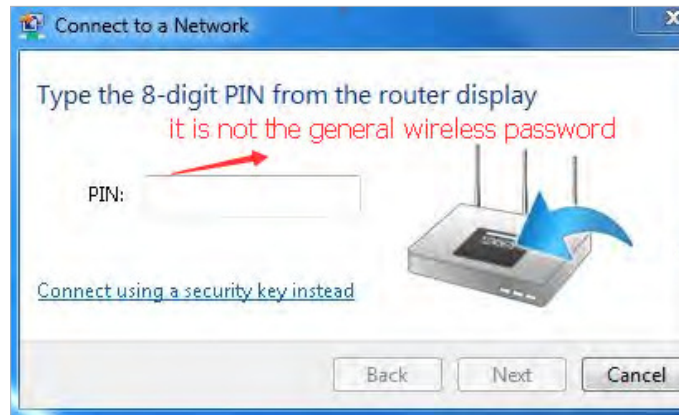 Connect to a Network
X
Type the 8-digit PIN from the router display
it is not the general wireless password
PIN:
Connect using a security key instead
Back
Next
Cancel